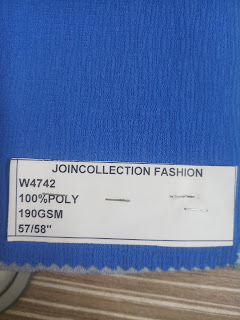 JOINCOLLECTION FASHION
W4742
100%POLY
190GSM
57/58"